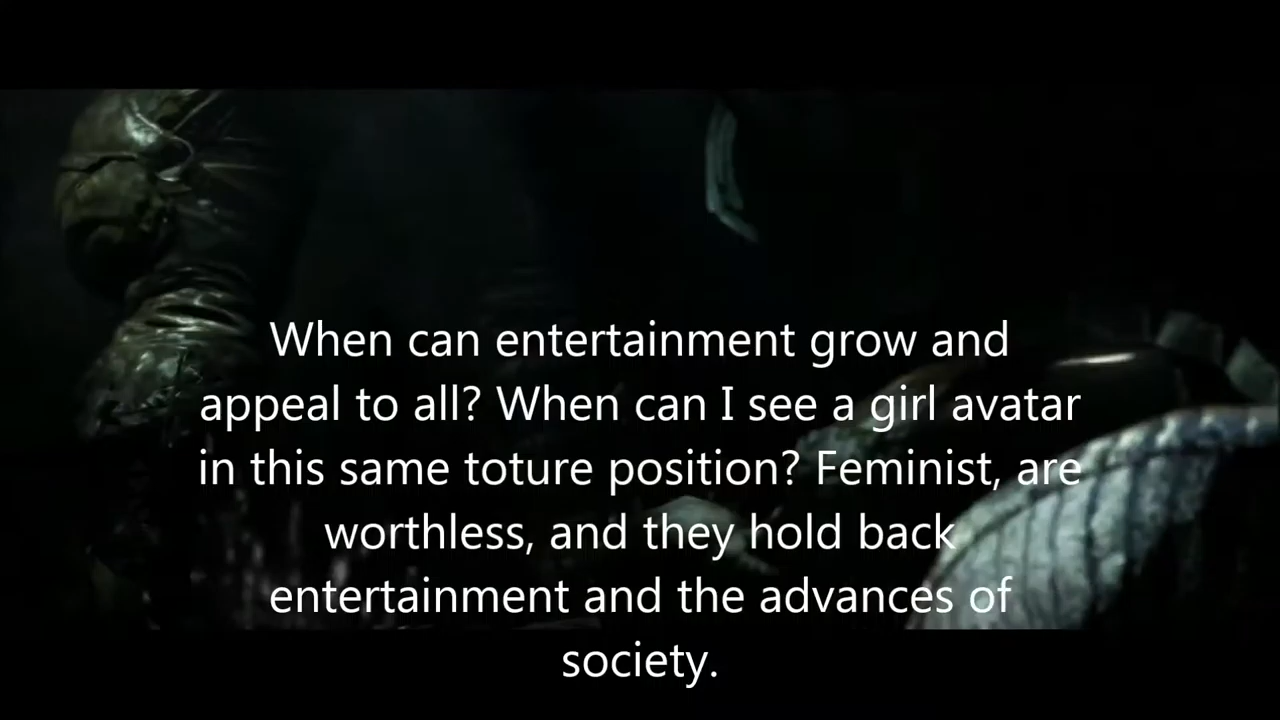 When can entertainment grow and
appeal to all? When can I see a girl avatar
in this same toture position? Feminist, are
worthless, and they hold back
entertainment and the advances of
society.